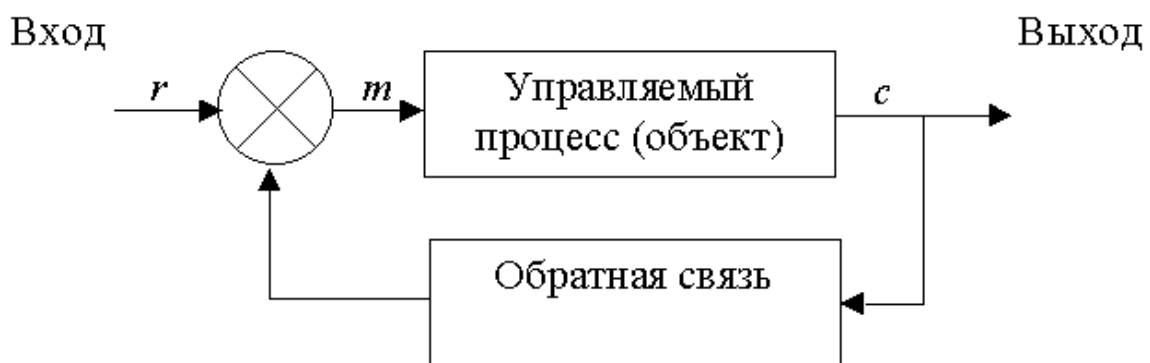 Вход
Выход
r
m
Управляемый
процесс (объект)
c
Обратная связь